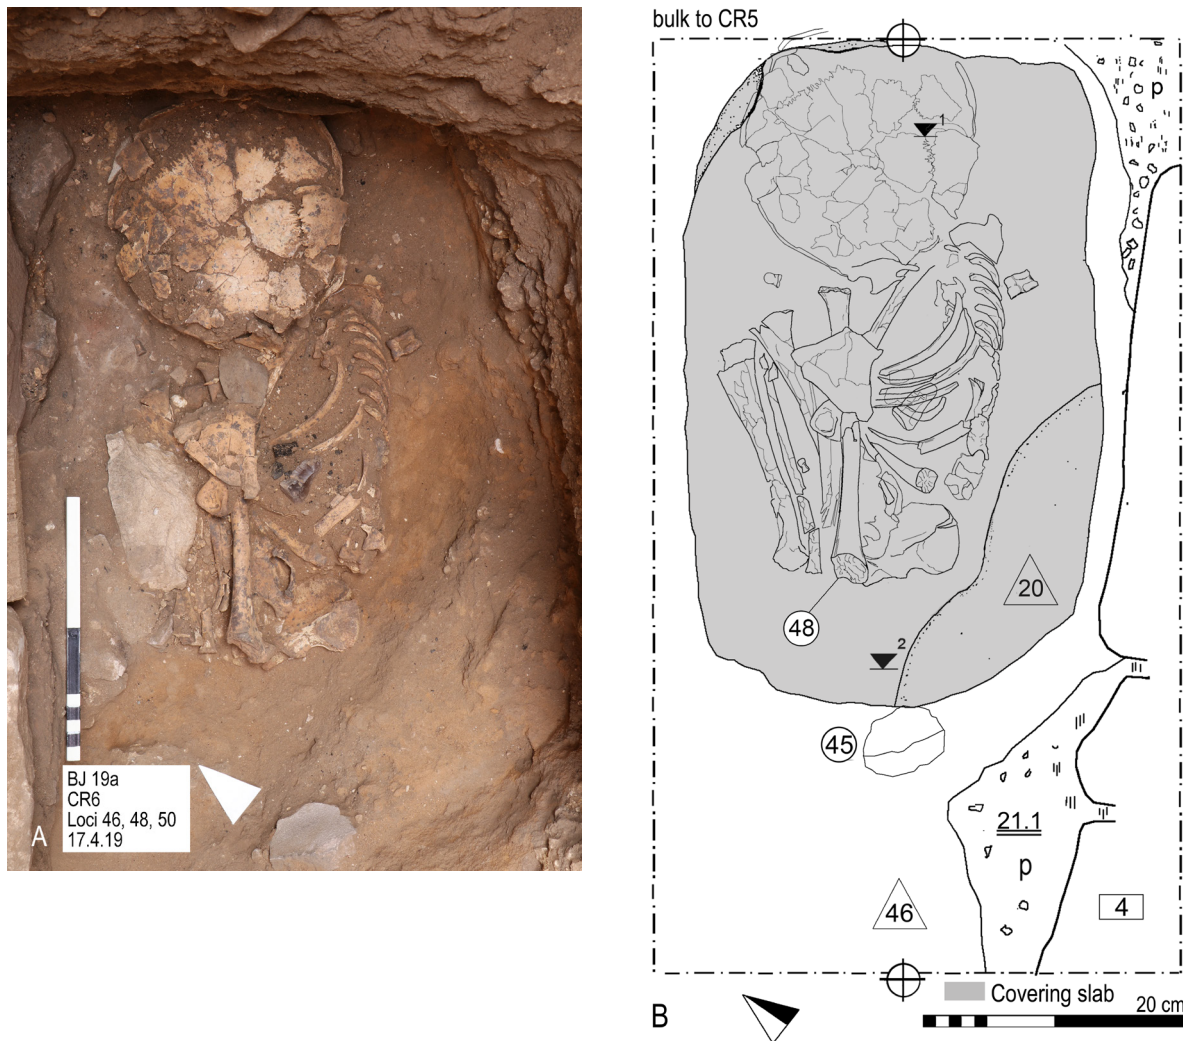 BJ 19a
CR6
Loci 46, 48, 50
17.4.19
A
bulk to CR5
p
1
20
48
2
45
21.1
p
46
4
Covering slab
B
20 cm